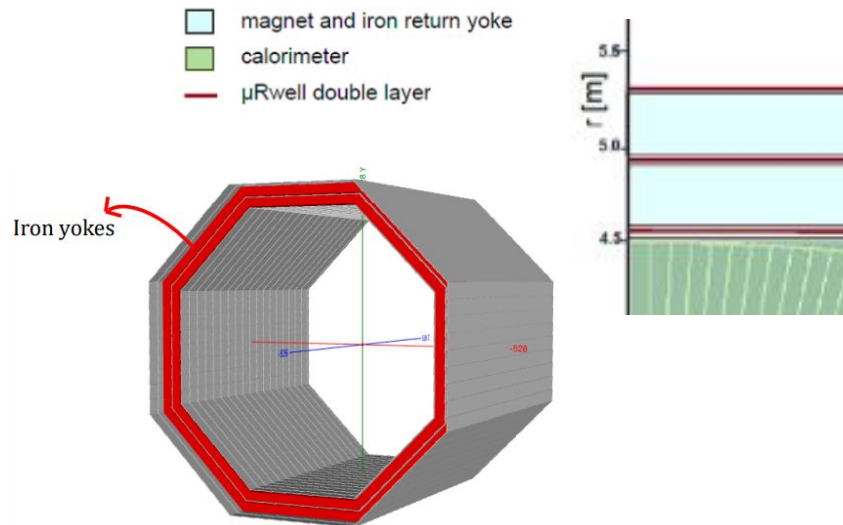 magnet and iron return yoke
calorimeter
μRwell double layer
5.5
r [m]
5.0
4.5
Iron yokes
-528